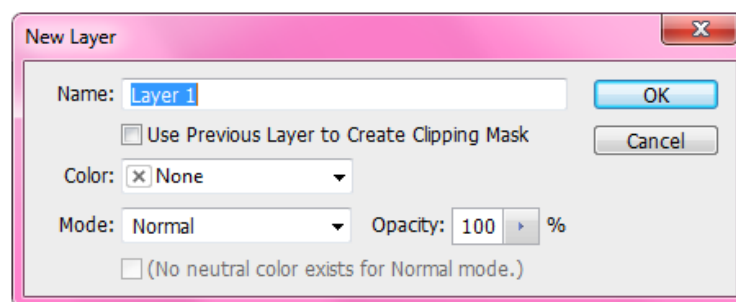 New Layer
Name: Layer 1 OK
Use Previous Layer to Create Clipping Mask Cancel
Color: None
Mode: Normal Opacity: 100 %
(No neutral color exists for Normal mode.)